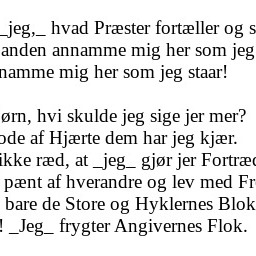 _jeg,_ hvad Præster fortæller og s
anden annamme mig her som jeg
namme mig her som jeg staar!
ørn, hvi skulde jeg sige jer mer?
ode af Hjærte dem har jeg kjær.
ikke ræd, at _jeg_ gjør jer Fortræd
pænt af hverandre og lev med Fre
bare de Store og Hyklernes Blok
! _Jeg_ frygter Angivernes Flok.